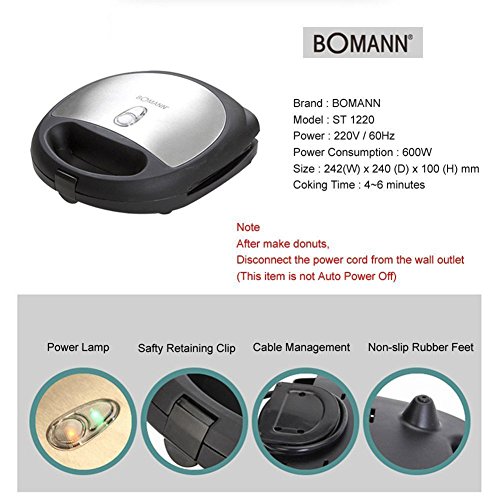 BOMANN®
BOMANN
Brand : BOMANN
Model : ST 1220
Power : 220V / 60Hz
Power Consumption : 600W
Size : 242(W) x 240 (D) x 100 (H) mm
Coking Time : 4~6 minutes
Note
After make donuts,
Disconnect the power cord from the wall outlet
(This item is not Auto Power Off)
Power Lamp
Safty Retaining Clip
Cable Management
Non-slip Rubber Feet